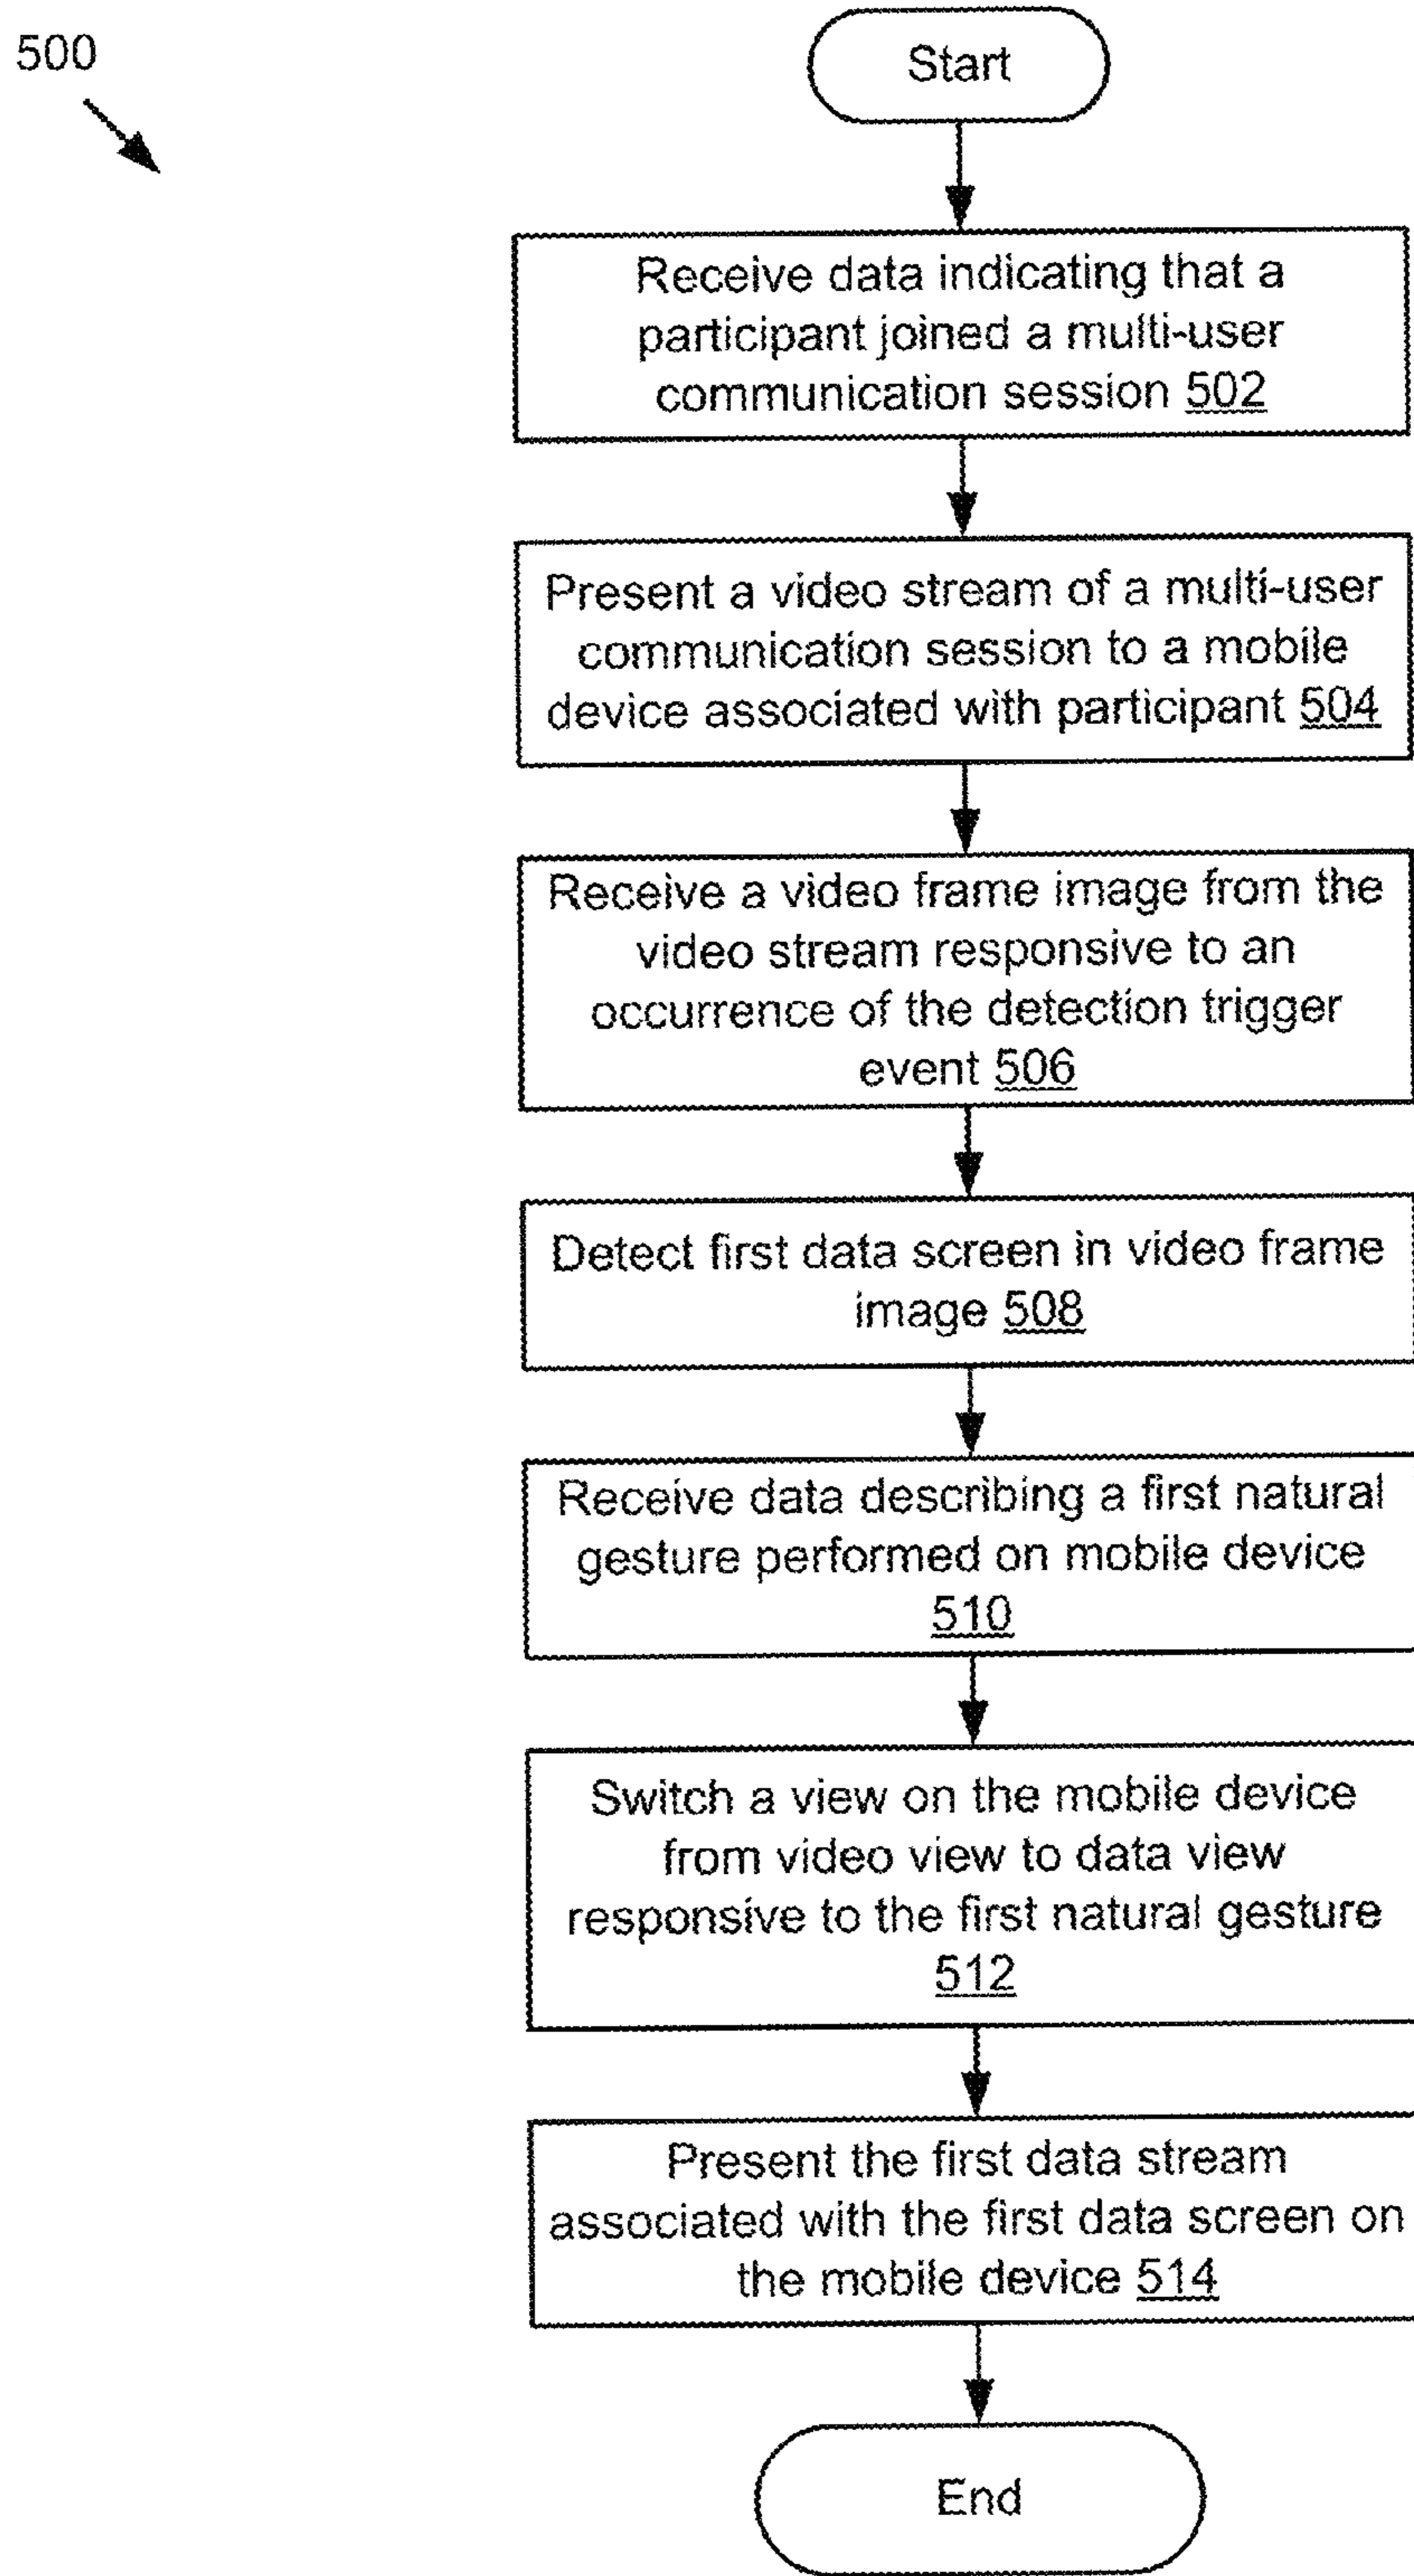 500
Start
Receive data indicating that a
participant joined a multi-user
communication session 502
Present a video stream of a multi-user
communication session to a mobile
device associated with participant 504
Receive a video frame image from the
video stream responsive to an
occurrence of the detection trigger
event 506
Detect first data screen in video frame
image 508
Receive data describing a first natural
gesture performed on mobile device
510
Switch a view on the mobile device
from video view to data view
responsive to the first natural gesture
512
Present the first data stream
associated with the first data screen on
the mobile device 514
End